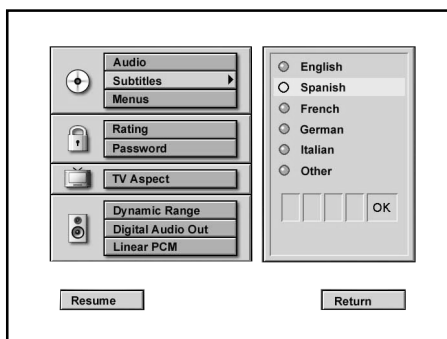 Audio
Subtitles
Menus
Rating
Password
TV Aspect
Dynamic Range
Digital Audio Out
Linear PCM
English
Spanish
French
German
Italian
Other
OK
Resume
Return